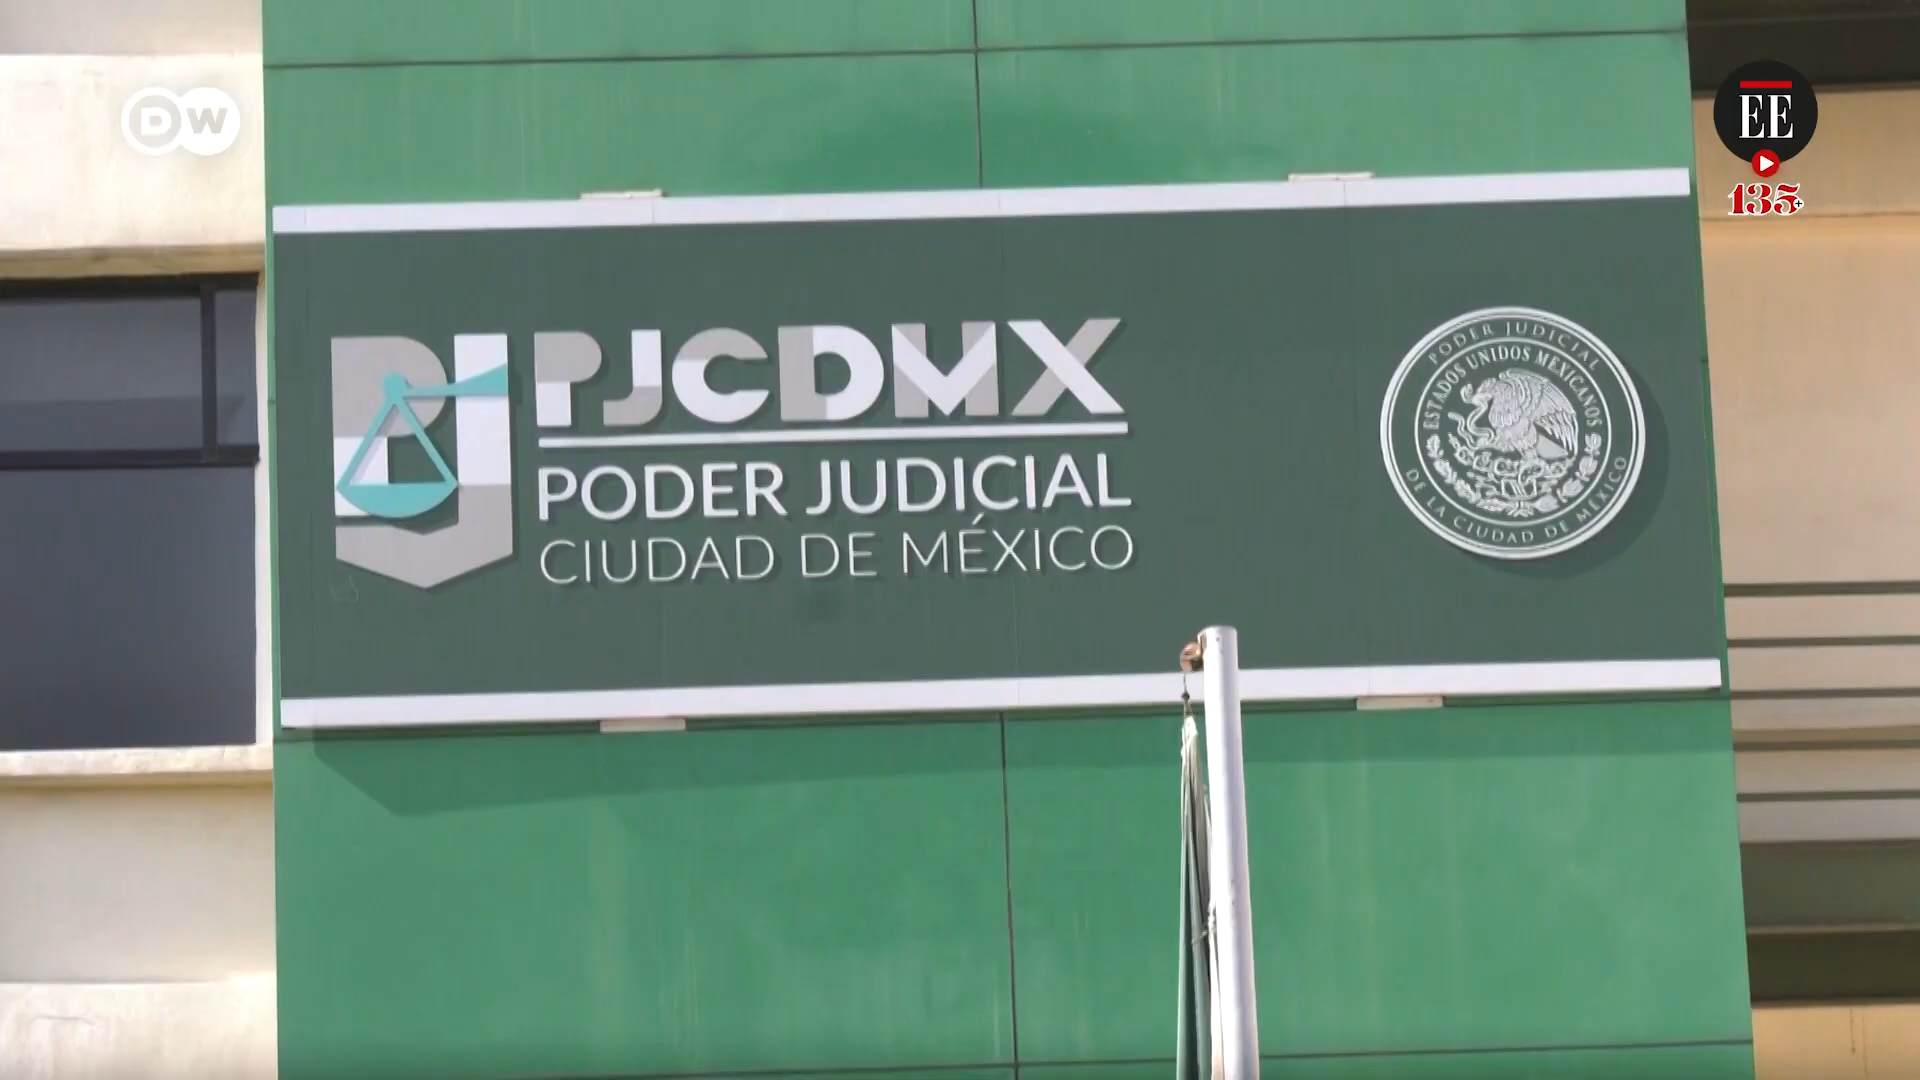 DW
EE
135+
PJ
PJCDMX
PODER JUDICIAL
CIUDAD DE MÉXICO
PODER JUDICIAL
ESTADOS UNIDOS MEXICANOS
DE LA CIUDAD DE MÉXICO